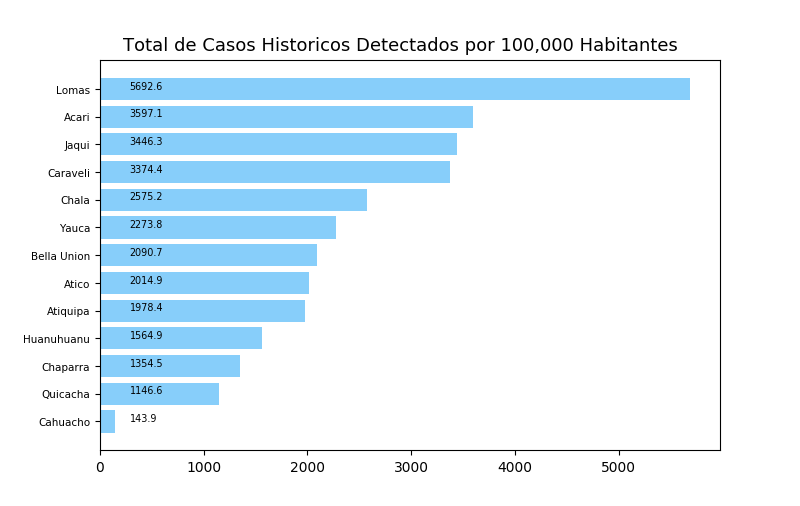 Total de Casos Historicos Detectados por 100,000 Habitantes
Lomas 5692.6
Acari 3597.1
Jaqui 3446.3
Caraveli 3374.4
Chala 2575.2
Yauca 2273.8
Bella Union 2090.7
Atico 2014.9
Atiquipa 1978.4
Huanuhuanu 1564.9
Chaparra 1354.5
Quicacha 1146.6
Cahuacho 143.9
0 1000 2000 3000 4000 5000